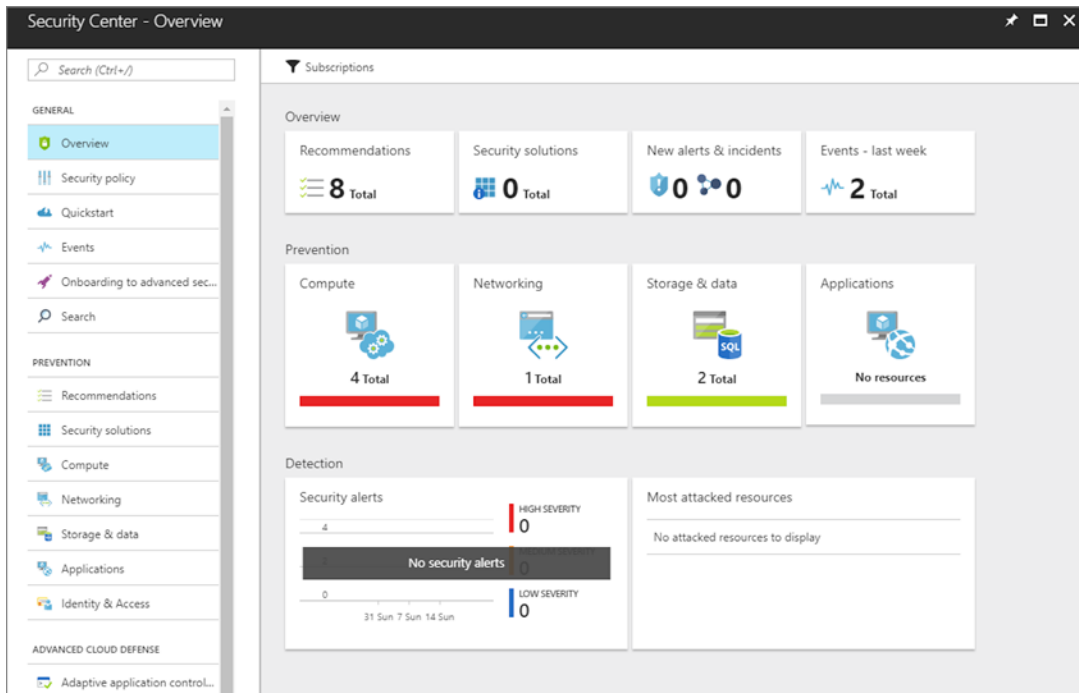 Security Center - Overview
Search (Ctrl+/)
GENERAL
Overview
Security policy
Quickstart
Events
Onboarding to advanced sec...
Search
PREVENTION
Recommendations
Security solutions
Compute
Networking
Storage & data
Applications
Identity & Access
ADVANCED CLOUD DEFENSE
Adaptive application control...
Subscriptions
Overview
Recommendations
8 Total
Security solutions
0 Total
New alerts & incidents
0 0
Events - last week
2 Total
Prevention
Compute
4 Total
Networking
1 Total
Storage & data
SQL
2 Total
Applications
No resources
Detection
Security alerts
4
2
0
31 Sun 7 Sun 14 Sun
No security alerts
HIGH SEVERITY
0
MEDIUM SEVERITY
0
LOW SEVERITY
0
Most attacked resources
No attacked resources to display